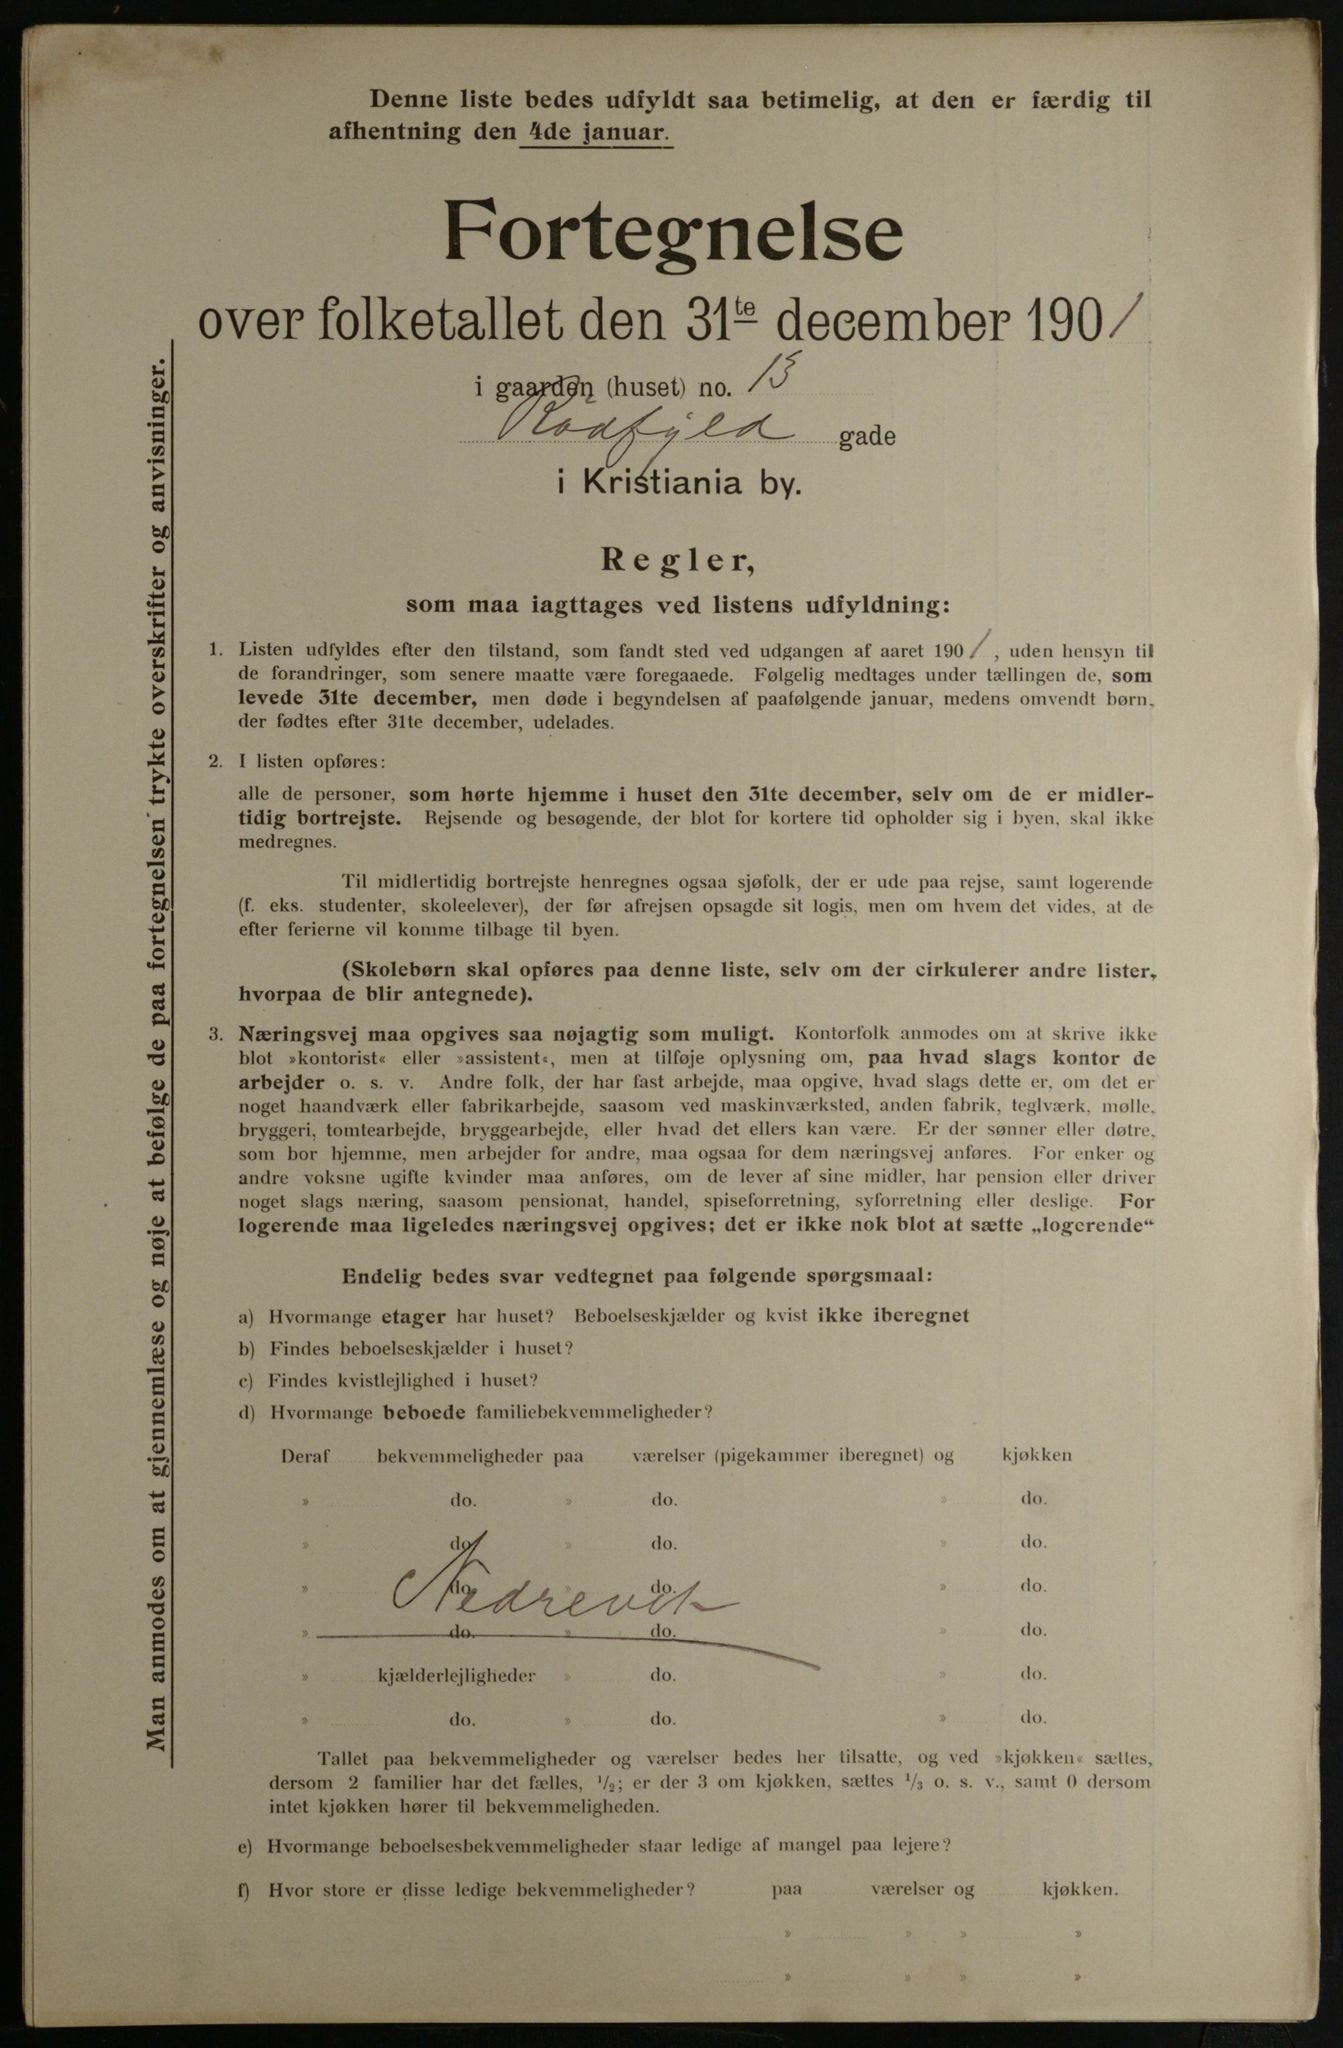 Denne liste bedes udfyldt saa betimelig, at den er færdig til
afhentning den 4de januar.
Fortegnelse
over folketallet den 31te december 1901
i gaarden (huset) no. 13
Rödfyld gade
i Kristiania by.
Regler,
som maa iagttages ved listens udfyldning:
1. Listen udfyldes efter den tilstand, som fandt sted ved udgangen af aaret 1901, uden hensyn til
de forandringer, som senere maatte være foregaaede. Følgelig medtages under tællingen de, som
levede 31te december, men døde i begyndelsen af paafølgende januar, medens omvendt børn,
der fødtes efter 31te december, udelades.
2. I listen opføres:
alle de personer, som hørte hjemme i huset den 31te december, selv om de er midler-
tidig bortrejste. Rejsende og besøgende, der blot for kortere tid opholder sig i byen, skal ikke
medregnes.
Til midlertidig bortrejste henregnes ogsaa sjøfolk, der er ude paa rejse, samt logerende
(f. eks. studenter, skoleelever), der før afrejsen opsagde sit logis, men om hvem det vides, at de
efter ferierne vil komme tilbage til byen.
(Skolebørn skal opføres paa denne liste, selv om der cirkulerer andre lister,
hvorpaa de blir antegnede).
3. Næringsvej maa opgives saa nøjagtig som muligt. Kontorfolk anmodes om at skrive ikke
blot »kontorist« eller »assistent«, men at tilføje oplysning om, paa hvad slags kontor de
arbejder o. s. v. Andre folk, der har fast arbejde, maa opgive, hvad slags dette er, om det er
noget haandværk eller fabrikarbejde, saasom ved maskinværksted, anden fabrik, teglværk, mølle,
bryggeri, tomtearbejde, bryggearbejde, eller hvad det ellers kan være. Er der sønner eller døtre,
som bor hjemme, men arbejder for andre, maa ogsaa for dem næringsvej anføres. For enker og
andre voksne ugifte kvinder maa anføres, om de lever af sine midler, har pension eller driver
noget slags næring, saasom pensionat, handel, spiseforretning, syforretning eller deslige. For
logerende maa ligeledes næringsvej opgives; det er ikke nok blot at sætte „logerende“
Endelig bedes svar vedtegnet paa følgende spørgsmaal:
a) Hvormange etager har huset? Beboelseskjælder og kvist ikke iberegnet
b) Findes beboelseskjælder i huset?
c) Findes kvistlejlighed i huset?
d) Hvormange beboede familiebekvemmeligheder?
Deraf bekvemmeligheder paa værelser (pigekammer iberegnet) og kjøkken
» do. » do. » do.
» do. » do. » do.
» do. » do. » do.
Nedrevet
» do. » do. » do.
» kjælderlejligheder » do. » do.
» do. » do. » do.
Tallet paa bekvemmeligheder og værelser bedes her tilsatte, og ved »kjøkken« sættes,
dersom 2 familier har det fælles, 1/2; er der 3 om kjøkken, sættes 1/3 o. s. v., samt 0 dersom
intet kjøkken hører til bekvemmeligheden.
e) Hvormange beboelsesbekvemmeligheder staar ledige af mangel paa lejere?
f) Hvor store er disse ledige bekvemmeligheder? paa værelser og kjøkken.
» » » »
» » » »
Man anmodes om at gjennemlæse og nøje at befølge de paa fortegnelsen trykte overskrifter og anvisninger.